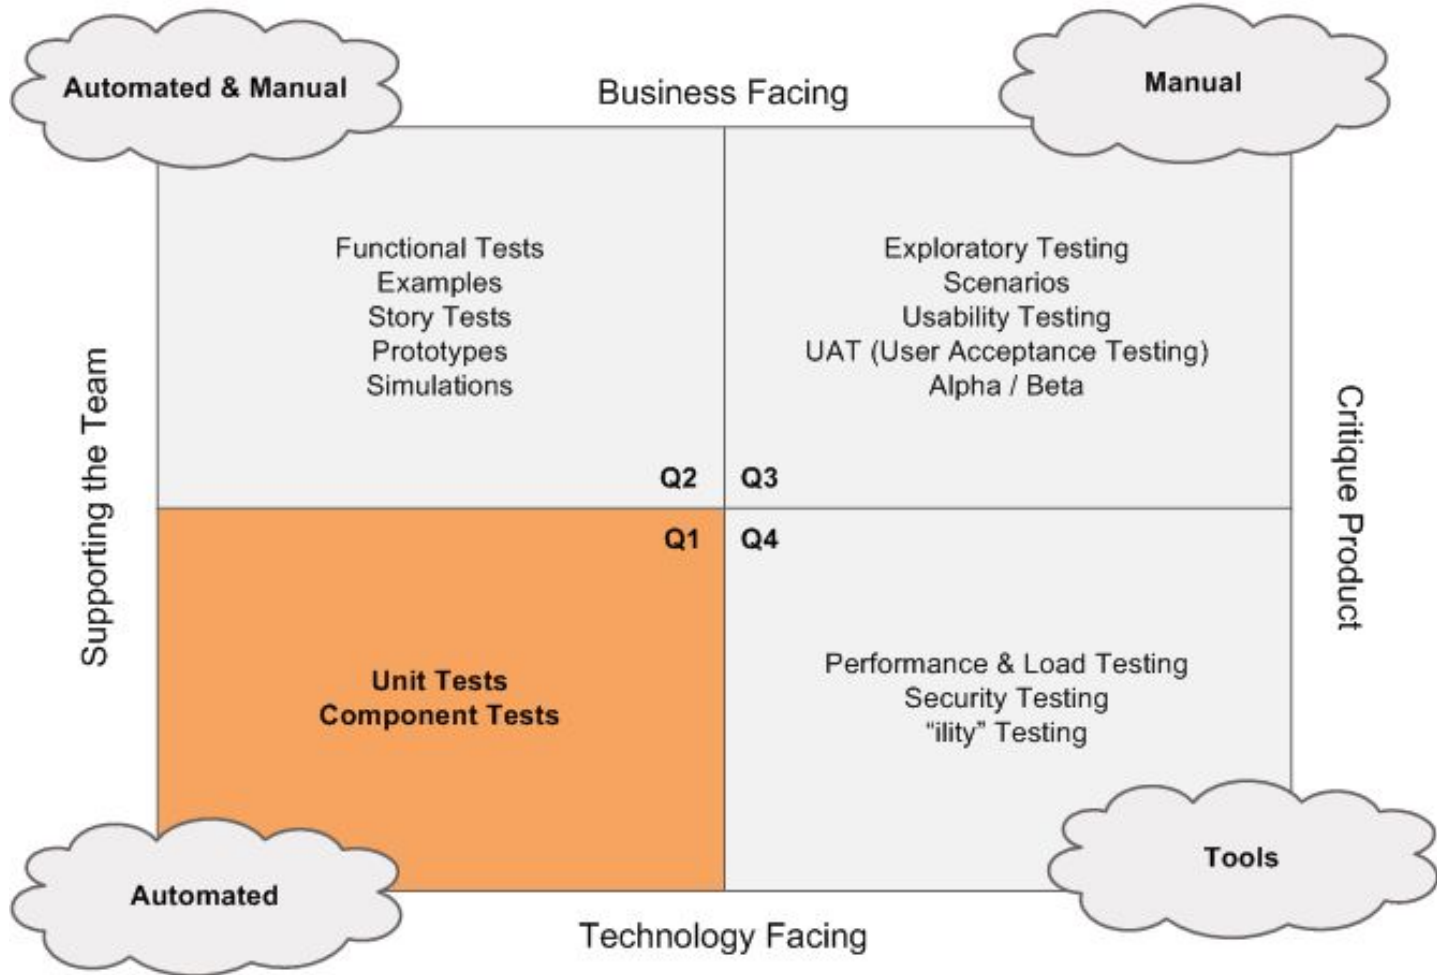 Automated & Manual
Business Facing
Manual
Functional Tests
Examples
Story Tests
Prototypes
Simulations
Exploratory Testing
Scenarios
Usability Testing
UAT (User Acceptance Testing)
Alpha / Beta
Supporting the Team
Critique Product
Q2
Q3
Q1
Q4
Unit Tests
Component Tests
Performance & Load Testing
Security Testing
“ility” Testing
Automated
Tools
Technology Facing